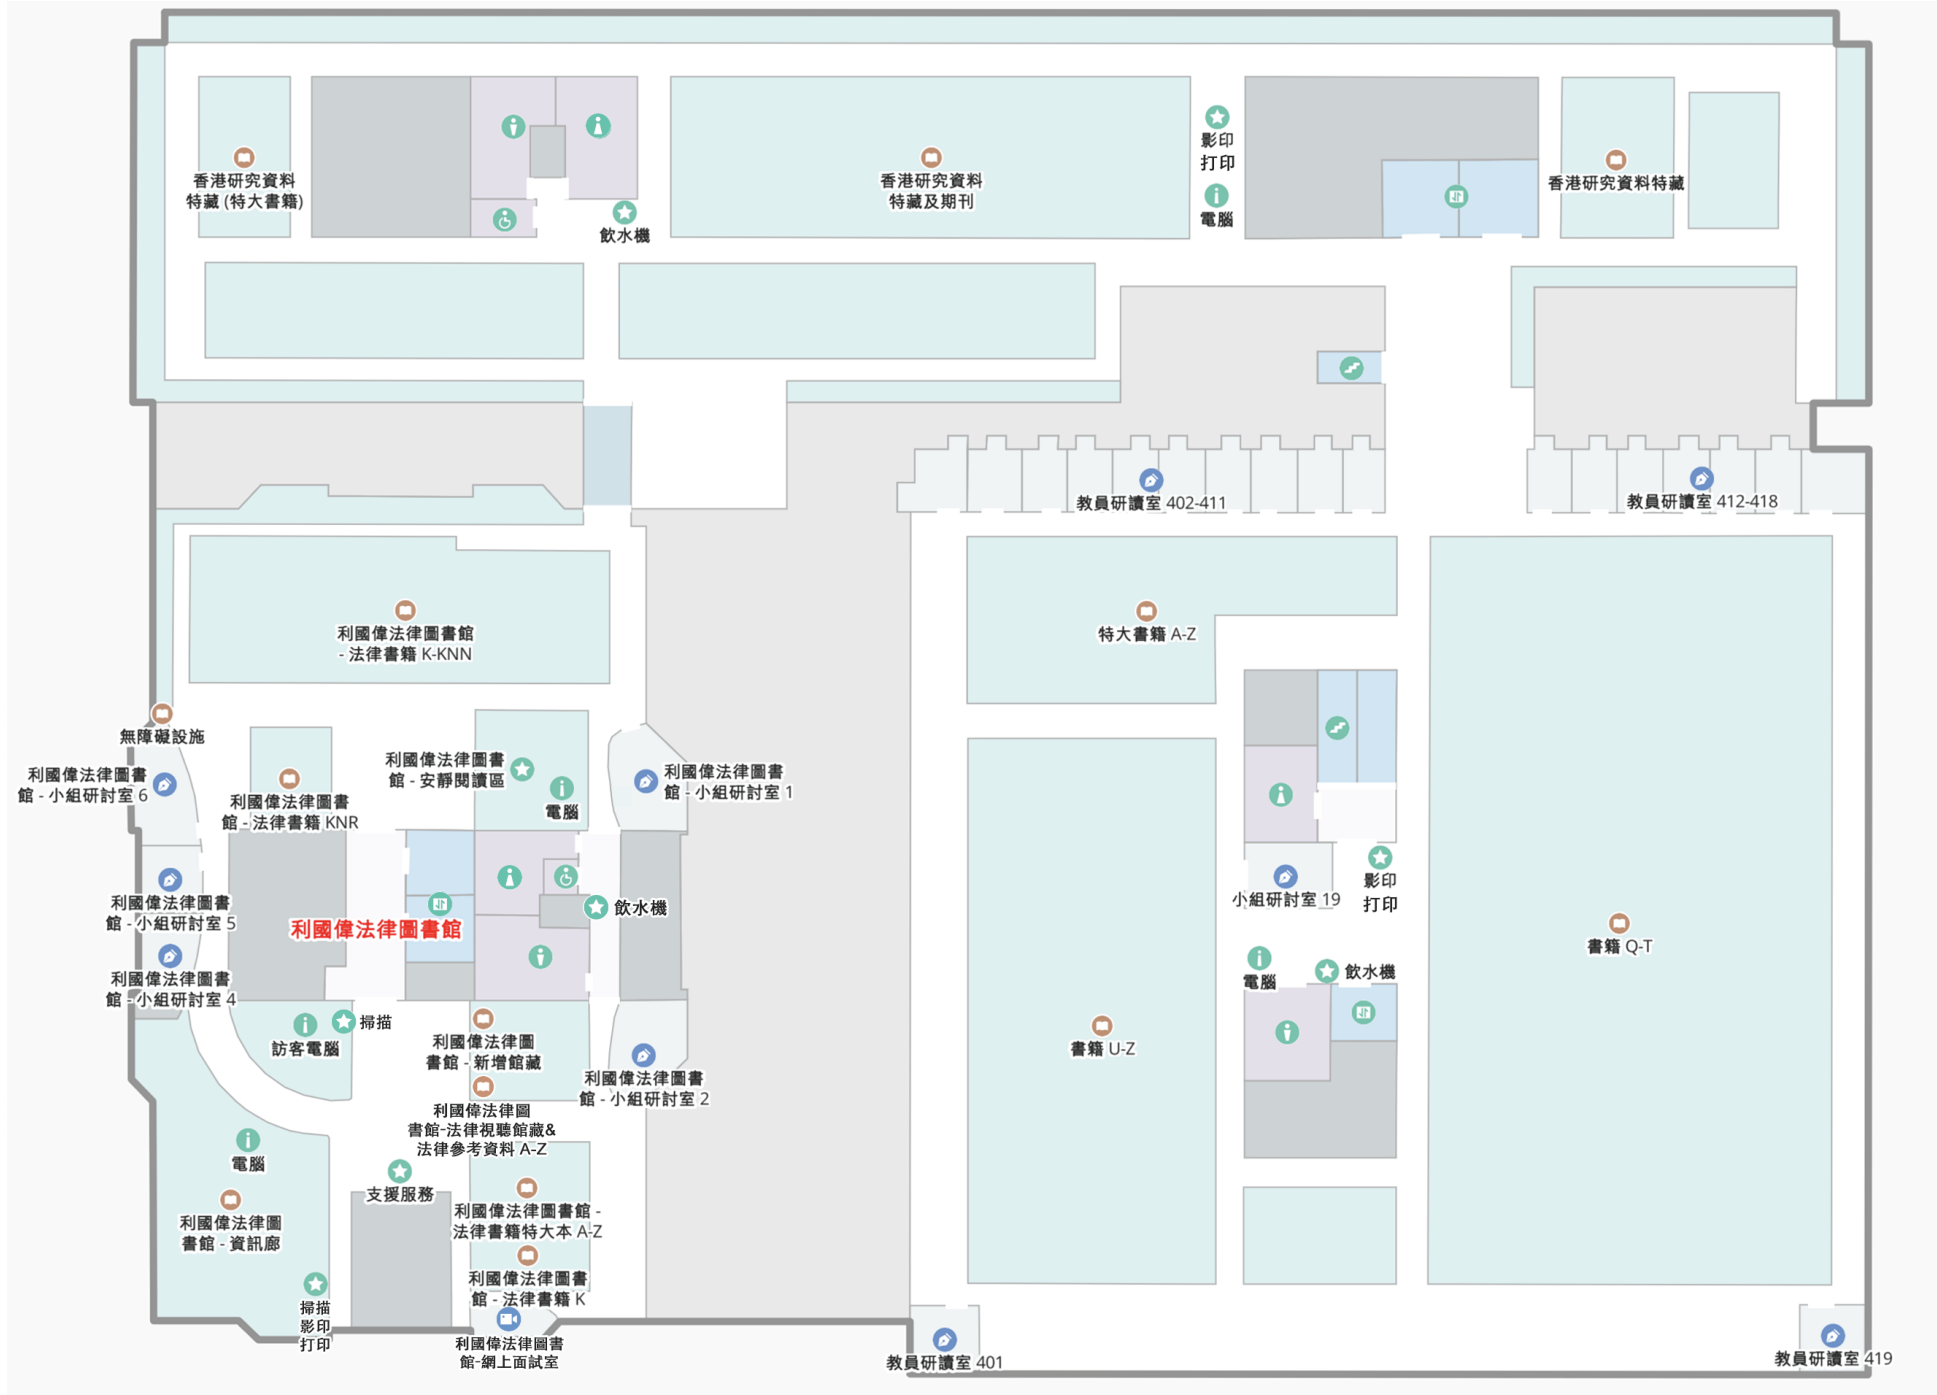 香港研究資料
特藏 (特大書籍)
飲水機
香港研究資料
特藏及期刊
影印
打印
電腦
香港研究資料特藏
教員研讀室 402-411
教員研讀室 412-418
利國偉法律圖書館
- 法律書籍 K-KNN
特大書籍 A-Z
無障礙設施
利國偉法律圖書
館 - 小組研討室 6
利國偉法律圖書
館 - 法律書籍 KNR
利國偉法律圖書
館 - 安靜閱讀區
電腦
利國偉法律圖書
館 - 小組研討室 1
利國偉法律圖書
館 - 小組研討室 5
利國偉法律圖書館
飲水機
小組研討室 19
影印
打印
書籍 Q-T
利國偉法律圖書
館 - 小組研討室 4
電腦
飲水機
訪客電腦
掃描
利國偉法律圖
書館 - 新增館藏
利國偉法律圖書
館 - 小組研討室 2
書籍 U-Z
利國偉法律圖
書館-法律視聽館藏&
法律參考資料 A-Z
電腦
支援服務
利國偉法律圖
書館 - 資訊廊
利國偉法律圖書館 -
法律書籍特大本 A-Z
利國偉法律圖書
館 - 法律書籍 K
掃描
影印
打印
利國偉法律圖書
館-網上面試室
教員研讀室 401
教員研讀室 419